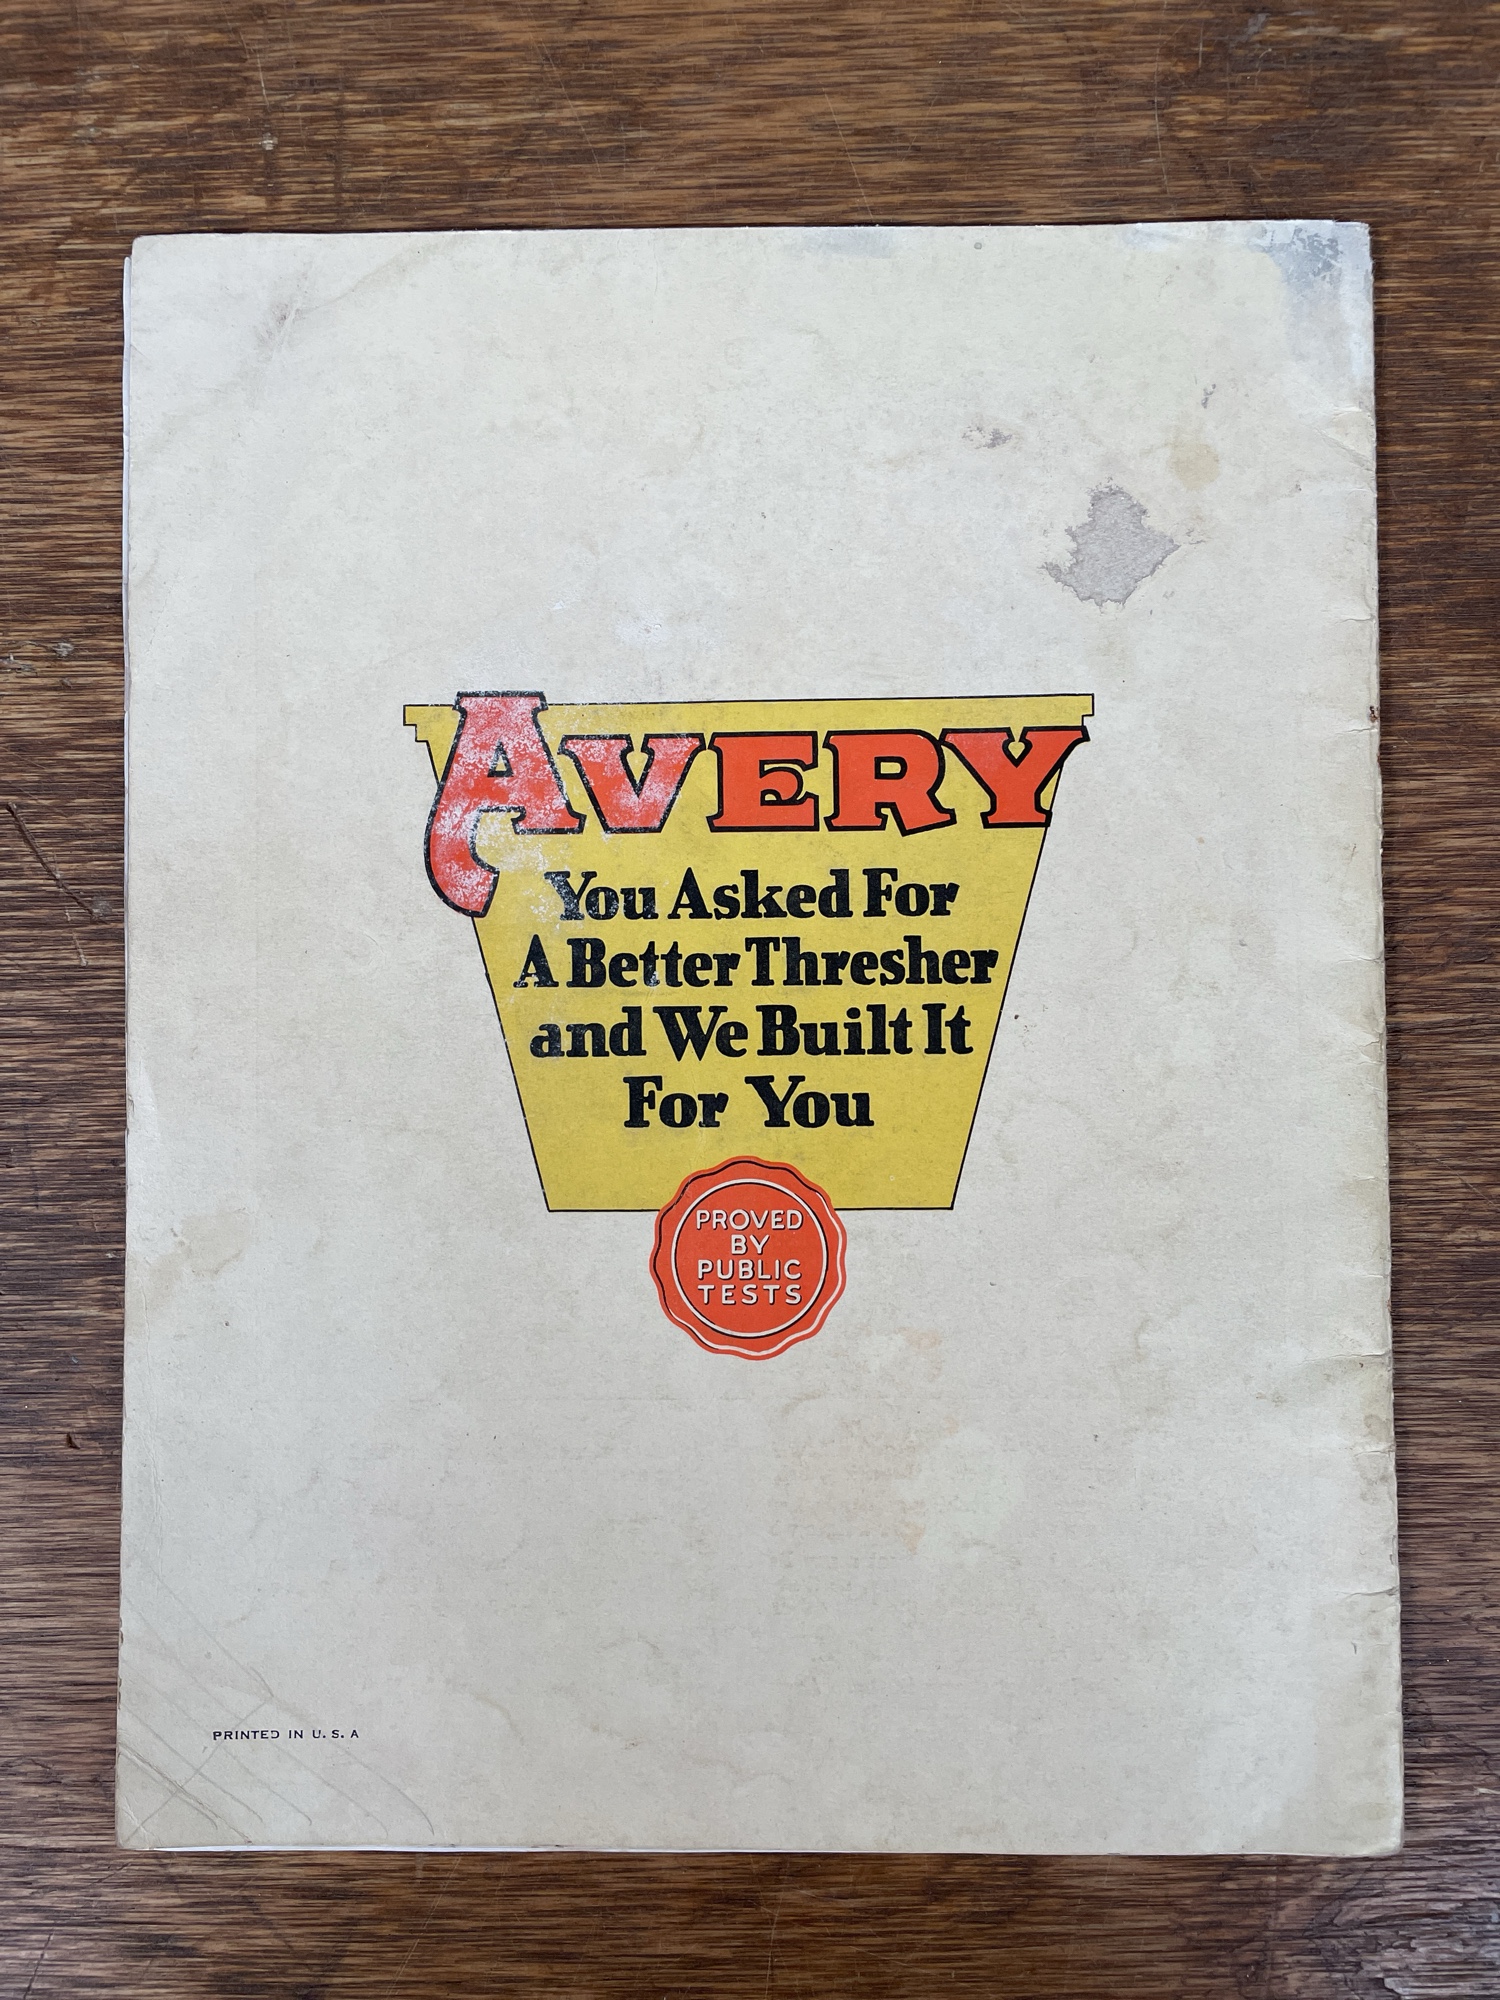 AVERY
You Asked For
A Better Thresher
and We Built It
For You
PROVED
BY
PUBLIC
TESTS
PRINTED IN U. S. A